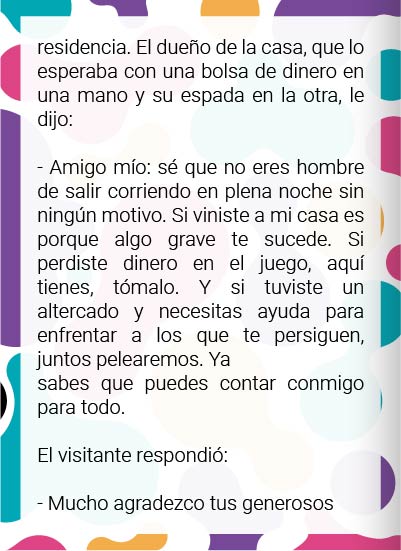 residencia. El dueño de la casa, que lo
esperaba con una bolsa de dinero en
una mano y su espada en la otra, le
dijo:
- Amigo mío: sé que no eres hombre
de salir corriendo en plena noche sin
ningún motivo. Si viniste a mi casa es
porque algo grave te sucede. Si
perdiste dinero en el juego, aquí
tienes, tómalo. Y si tuviste un
altercado y necesitas ayuda para
enfrentar a los que te persiguen,
juntos pelearemos. Ya
sabes que puedes contar conmigo
para todo.
El visitante respondió:
- Mucho agradezco tus generosos